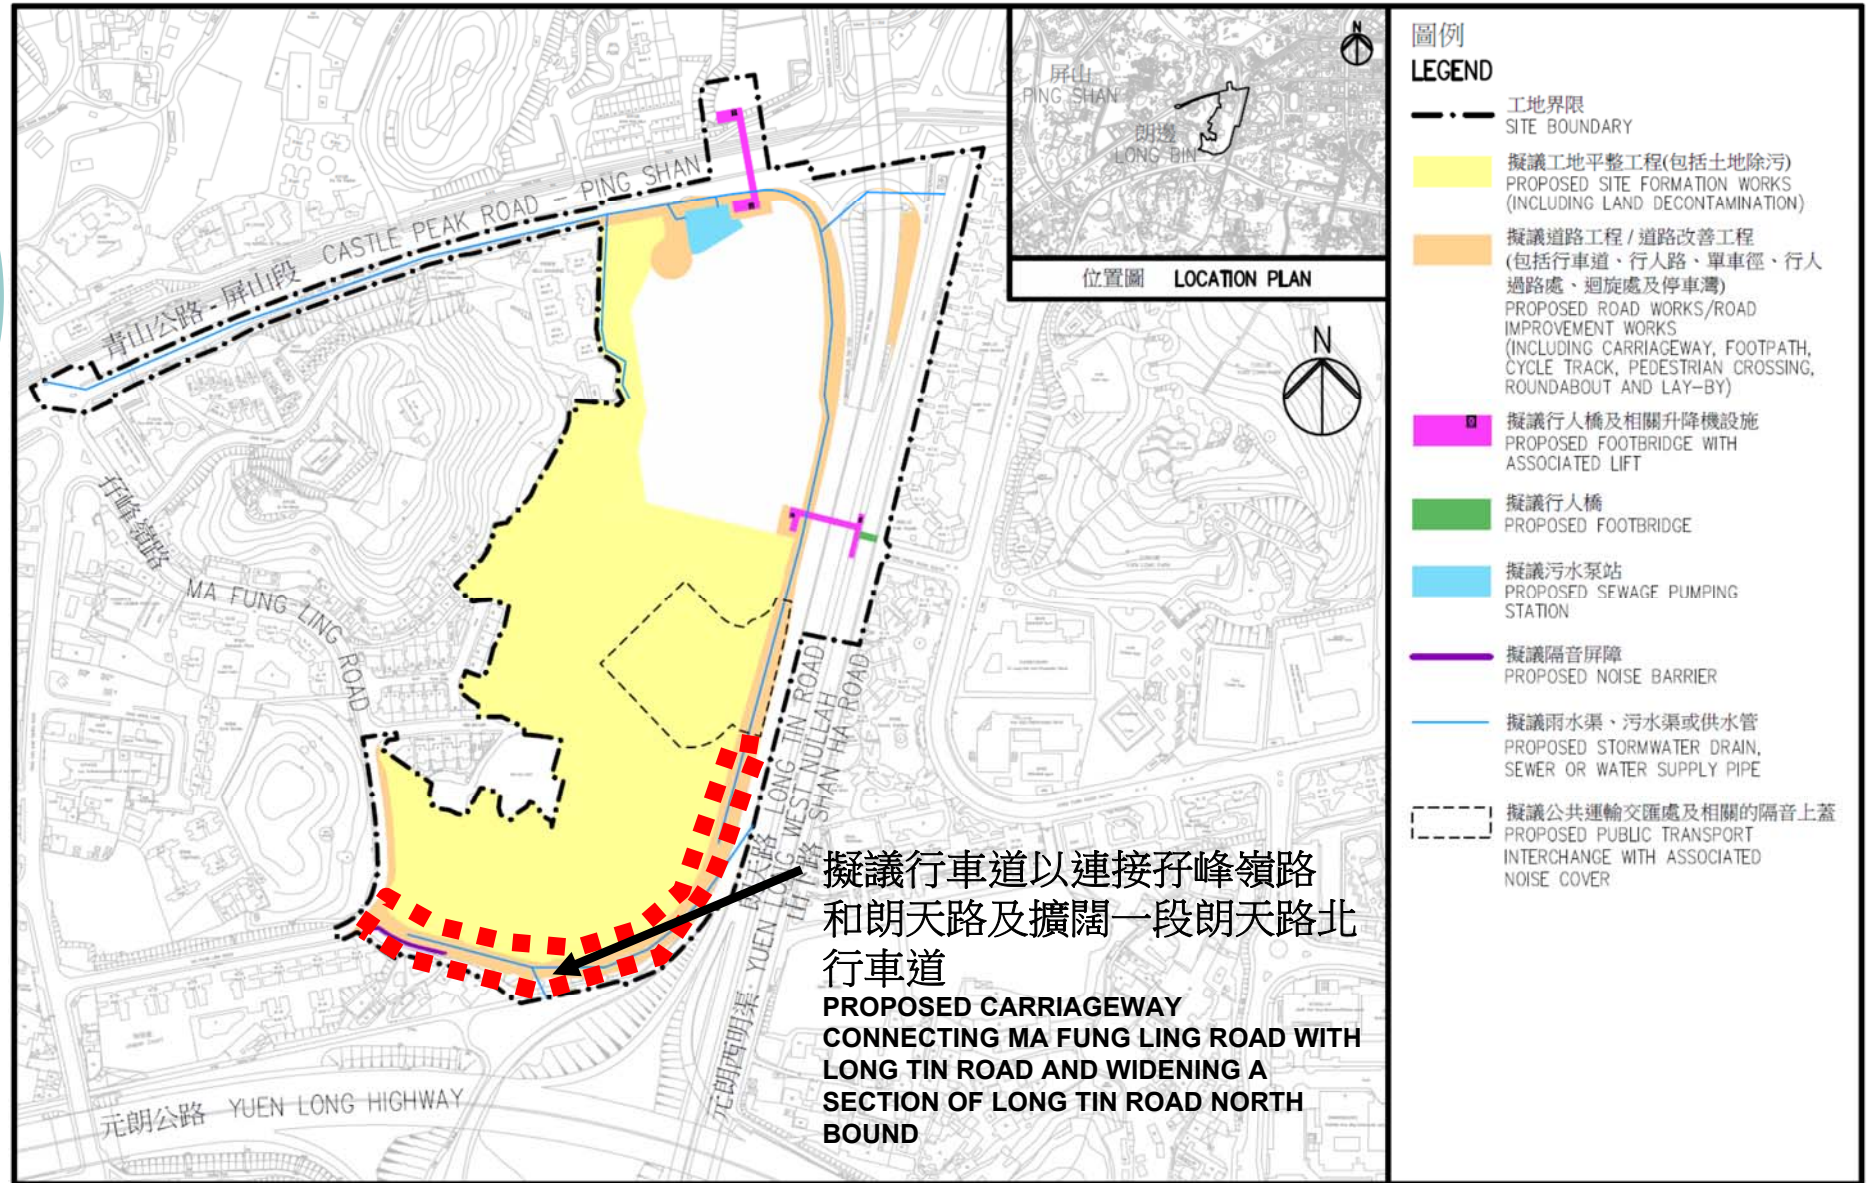 青山公路-屏山段 CASTLE PEAK ROAD - PING SHAN
孖峰嶺路
MA FUNG LING ROAD
朗天路 LONG TIN ROAD
元朗西明渠 YUEN LONG WEST NULLAH
山下路 SHAN HA ROAD
元朗公路 YUEN LONG HIGHWAY
N
擬議行車道以連接孖峰嶺路
和朗天路及擴闊一段朗天路北
行車道
PROPOSED CARRIAGEWAY
CONNECTING MA FUNG LING ROAD WITH
LONG TIN ROAD AND WIDENING A
SECTION OF LONG TIN ROAD NORTH
BOUND
N
屏山
PING SHAN
朗邊
LONG BIN
位置圖 LOCATION PLAN
圖例
LEGEND
工地界限
SITE BOUNDARY
擬議工地平整工程(包括土地除污)
PROPOSED SITE FORMATION WORKS
(INCLUDING LAND DECONTAMINATION)
擬議道路工程 / 道路改善工程
(包括行車道、行人路、單車徑、行人
過路處、迴旋處及停車灣)
PROPOSED ROAD WORKS/ROAD
IMPROVEMENT WORKS
(INCLUDING CARRIAGEWAY, FOOTPATH,
CYCLE TRACK, PEDESTRIAN CROSSING,
ROUNDABOUT AND LAY-BY)
擬議行人橋及相關升降機設施
PROPOSED FOOTBRIDGE WITH
ASSOCIATED LIFT
擬議行人橋
PROPOSED FOOTBRIDGE
擬議污水泵站
PROPOSED SEWAGE PUMPING
STATION
擬議隔音屏障
PROPOSED NOISE BARRIER
擬議雨水渠、污水渠或供水管
PROPOSED STORMWATER DRAIN,
SEWER OR WATER SUPPLY PIPE
擬議公共運輸交匯處及相關的隔音上蓋
PROPOSED PUBLIC TRANSPORT
INTERCHANGE WITH ASSOCIATED
NOISE COVER